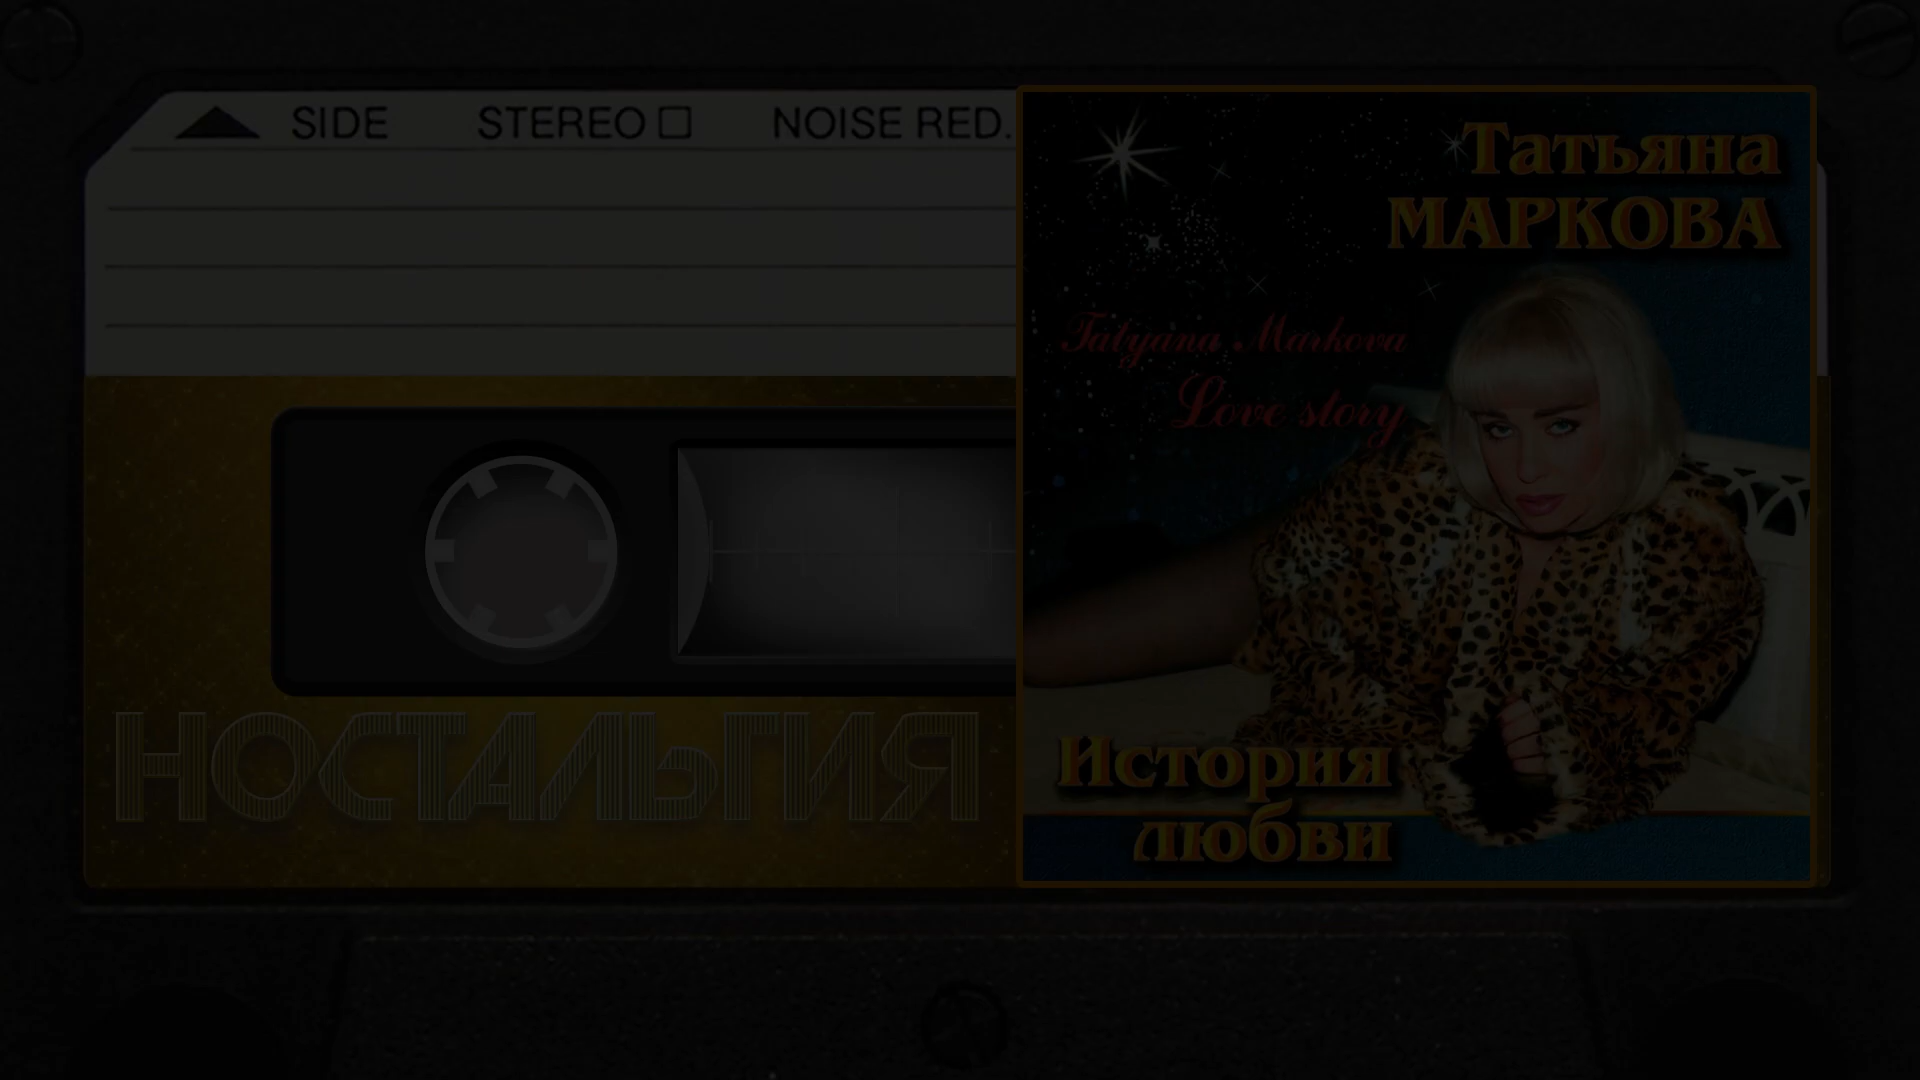 SIDE STEREO NOISE RED.
НОСТАЛЬГИЯ
Татьяна
МАРКОВА
Tatyana Markova
Love story
История
любви